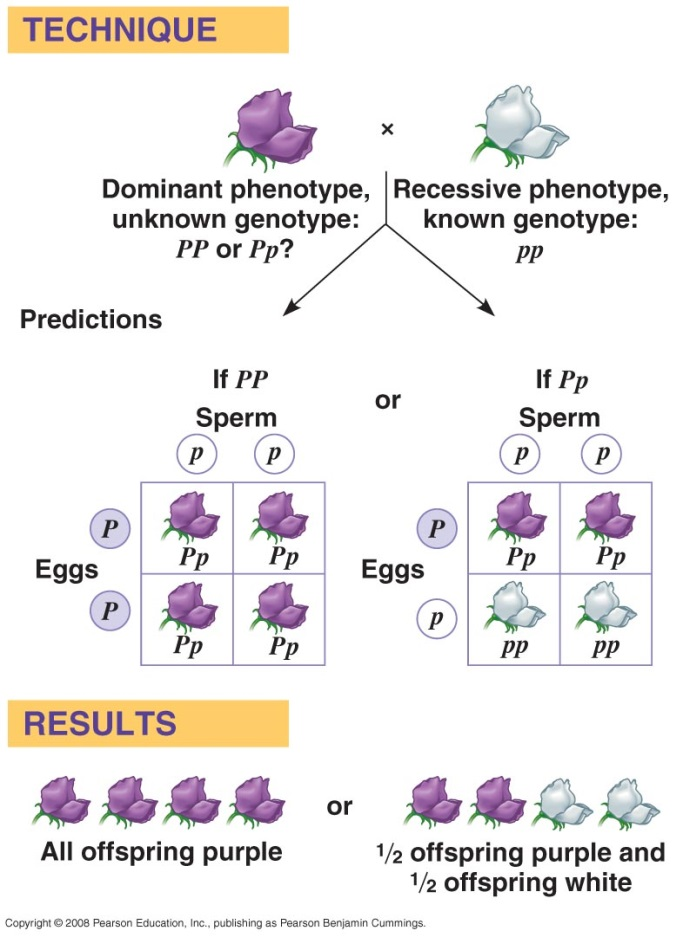 TECHNIQUE
×
Dominant phenotype,
unknown genotype:
PP or Pp?
Recessive phenotype,
known genotype:
pp
Predictions
If PP
Sperm
p p
or
If Pp
Sperm
p p
Eggs
P
Pp Pp
P
Pp Pp
Eggs
P
Pp Pp
p
pp pp
RESULTS
All offspring purple
or
1/2 offspring purple and
1/2 offspring white
Copyright © 2008 Pearson Education, Inc., publishing as Pearson Benjamin Cummings.